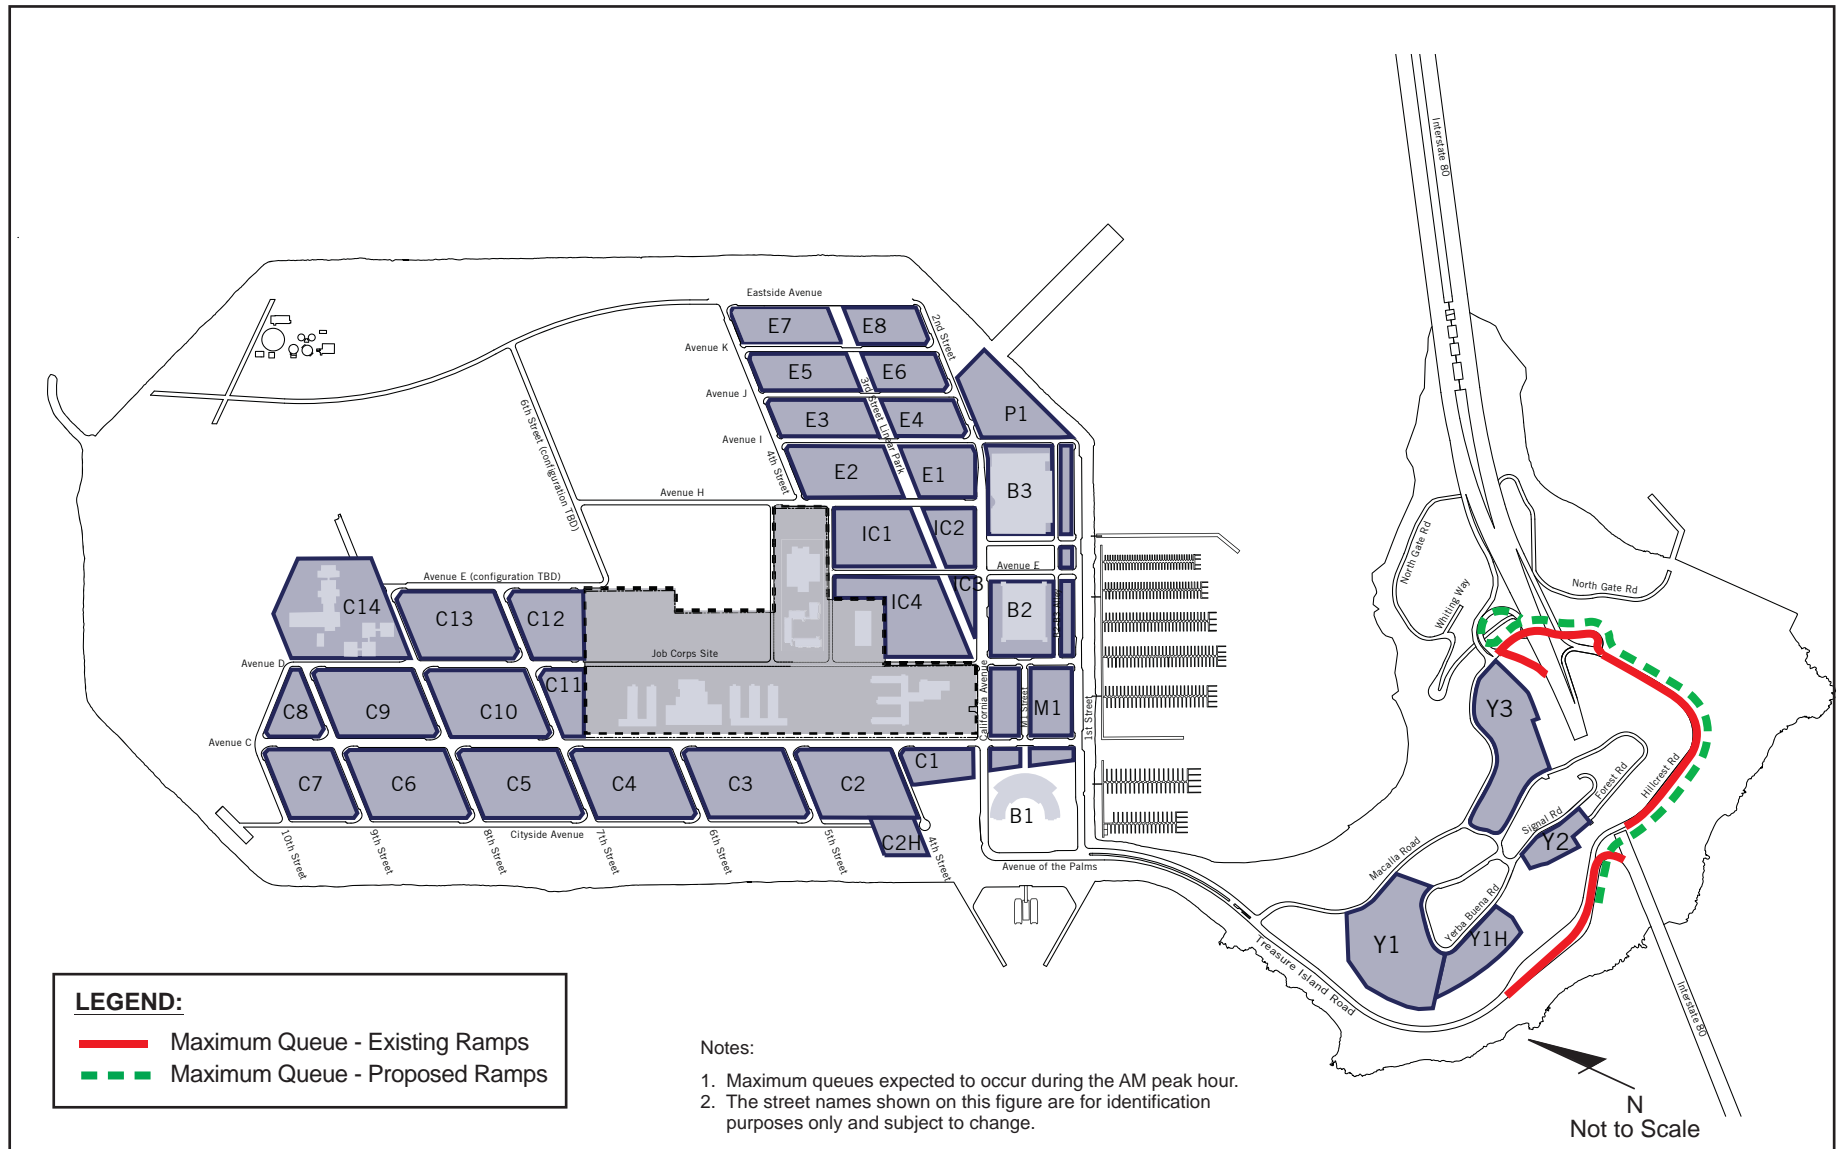 Interstate 80
Eastside Avenue
E7
E8
2nd Street
Avenue K
E5
E6
Avenue J
3rd Street Linear Park
E3
E4
P1
Avenue I
4th Street
E2
E1
B3
6th Street (configuration TBD)
Avenue H
IC1
IC2
North Gate Rd
North Gate Rd
Whiting Way
Avenue E
Avenue E (configuration TBD)
IC3
C14
C13
C12
IC4
B2
Job Corps Site
Avenue D
C11
C8
C9
C10
California Avenue
M1 Street
M1
1st Street
Y3
Avenue C
C7
C6
C5
C4
C3
C2
C1
B1
Hillcrest Rd
Forest Rd
Signal Rd
Y2
Macalla Road
10th Street
9th Street
8th Street
Cityside Avenue
7th Street
6th Street
5th Street
C2H
4th Street
Avenue of the Palms
Yerba Buena Rd
Y1
Y1H
Treasure Island Road
Interstate 80
LEGEND:
Maximum Queue - Existing Ramps
Maximum Queue - Proposed Ramps
Notes:
1. Maximum queues expected to occur during the AM peak hour.
2. The street names shown on this figure are for identification
purposes only and subject to change.
N
Not to Scale